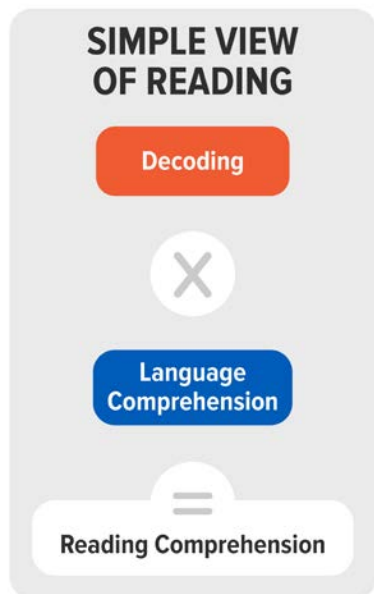 SIMPLE VIEW
OF READING
Decoding
X
Language
Comprehension
=
Reading Comprehension